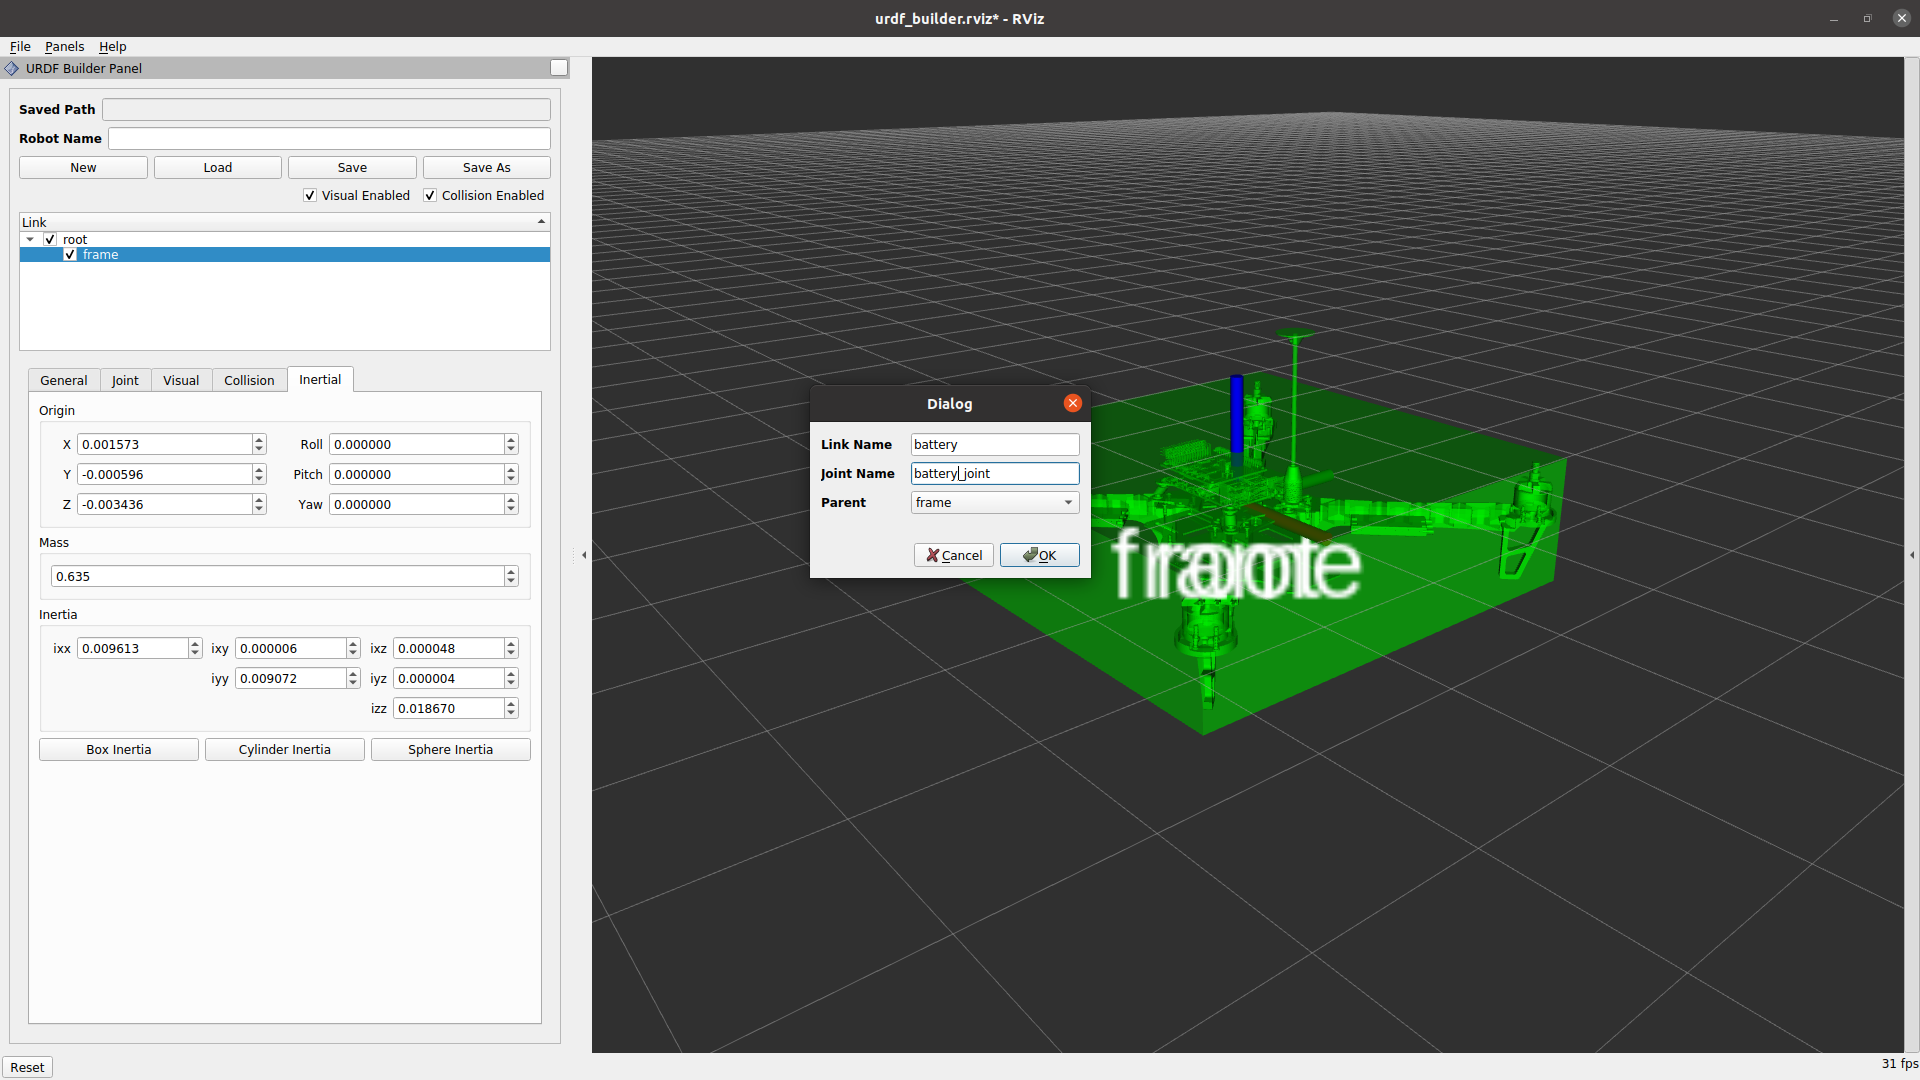 urdf_builder.rviz* - RViz
File Panels Help
URDF Builder Panel
Saved Path
Robot Name
New Load Save Save As
Visual Enabled Collision Enabled
Link
root
frame
General Joint Visual Collision Inertial
Origin
X 0.001573 Roll 0.000000
Y -0.000596 Pitch 0.000000
Z -0.003436 Yaw 0.000000
Mass
0.635
Inertia
ixx 0.009613 ixy 0.000006 ixz 0.000048
iyy 0.009072 iyz 0.000004
izz 0.018670
Box Inertia Cylinder Inertia Sphere Inertia
Dialog
Link Name battery
Joint Name battery_joint
Parent frame
Cancel OK
Reset
31 fps